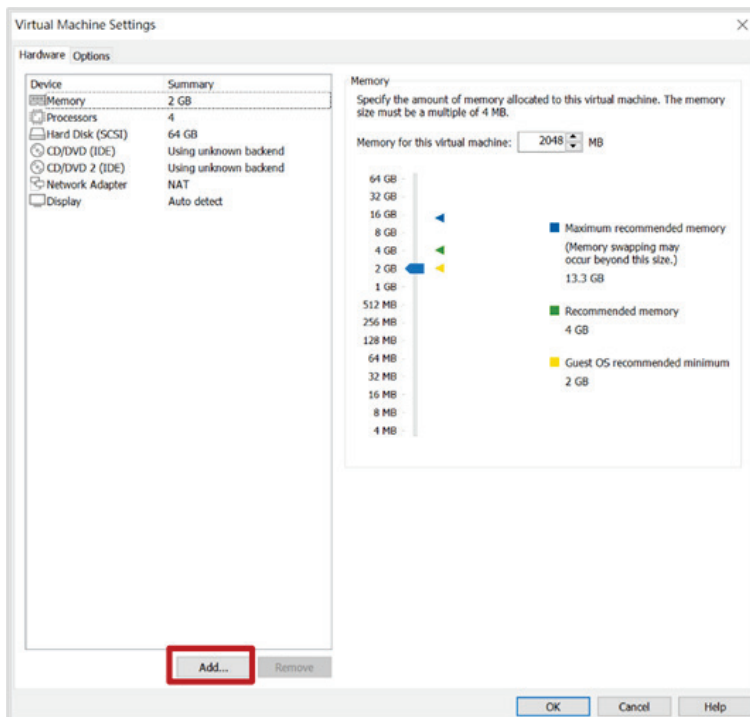 Virtual Machine Settings
Hardware Options
Device Summary
Memory 2 GB
Processors 4
Hard Disk (SCSI) 64 GB
CD/DVD (IDE) Using unknown backend
CD/DVD 2 (IDE) Using unknown backend
Network Adapter NAT
Display Auto detect
Add... Remove
Memory
Specify the amount of memory allocated to this virtual machine. The memory
size must be a multiple of 4 MB.
Memory for this virtual machine: 2048 MB
64 GB
32 GB
16 GB
8 GB
4 GB
2 GB
1 GB
512 MB
256 MB
128 MB
64 MB
32 MB
16 MB
8 MB
4 MB
Maximum recommended memory
(Memory swapping may
occur beyond this size.)
13.3 GB
Recommended memory
4 GB
Guest OS recommended minimum
2 GB
OK Cancel Help